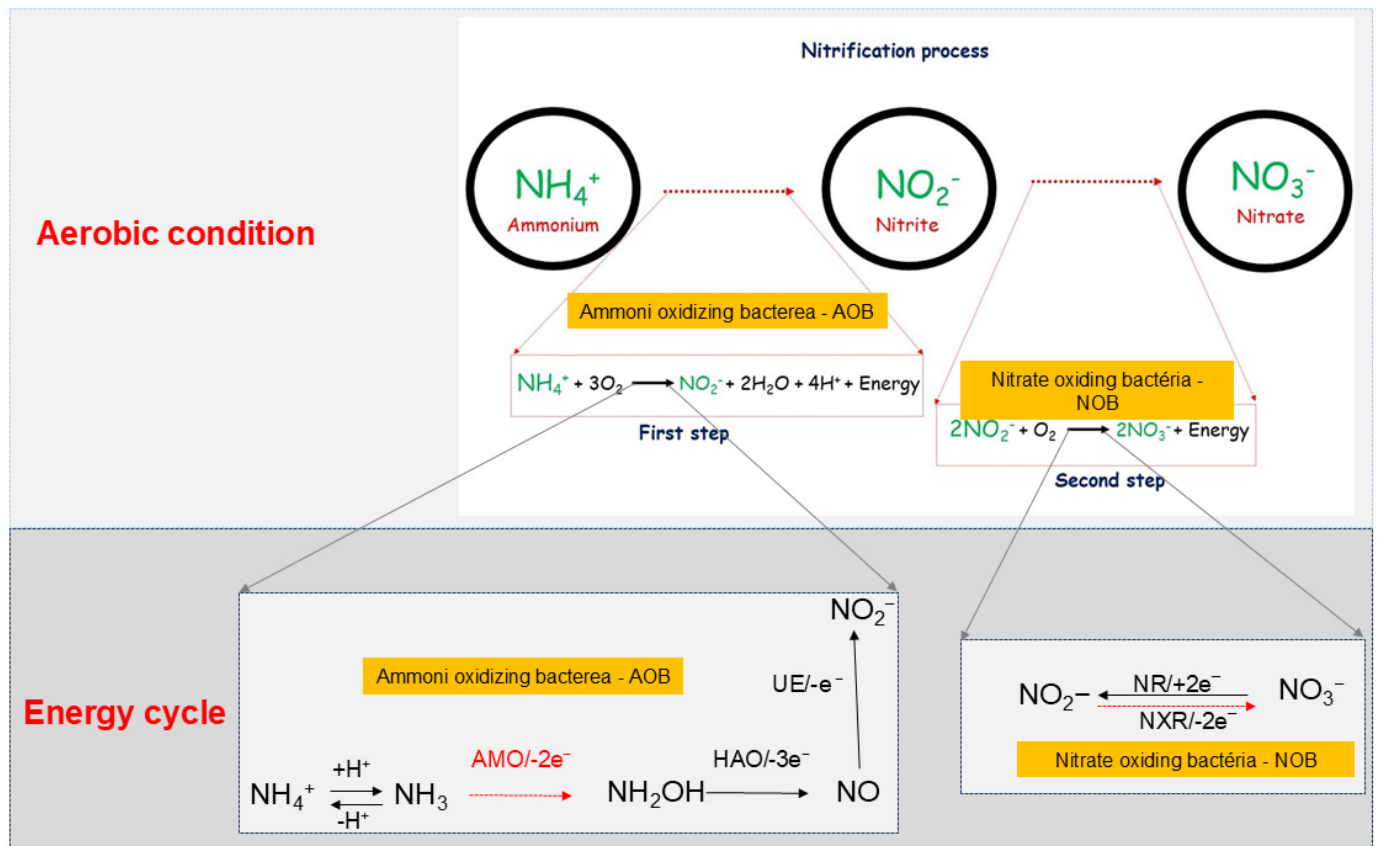 Nitrification process
NH₄⁺
Ammonium
NO₂⁻
Nitrite
NO₃⁻
Nitrate
Aerobic condition
Ammoni oxidizing bacterea - AOB
NH₄⁺ + 3O₂ → NO₂⁻ + 2H₂O + 4H⁺ + Energy
First step
Nitrate oxiding bactéria -
NOB
2NO₂⁻ + O₂ → 2NO₃⁻ + Energy
Second step
Energy cycle
NO₂⁻
Ammoni oxidizing bacterea - AOB
UE/-e⁻
+H⁺
AMO/-2e⁻
HAO/-3e⁻
NH₄⁺
NH₃
NH₂OH
NO
-H⁺
NO₂−
NR/+2e⁻
NO₃⁻
NXR/-2e⁻
Nitrate oxiding bactéria - NOB